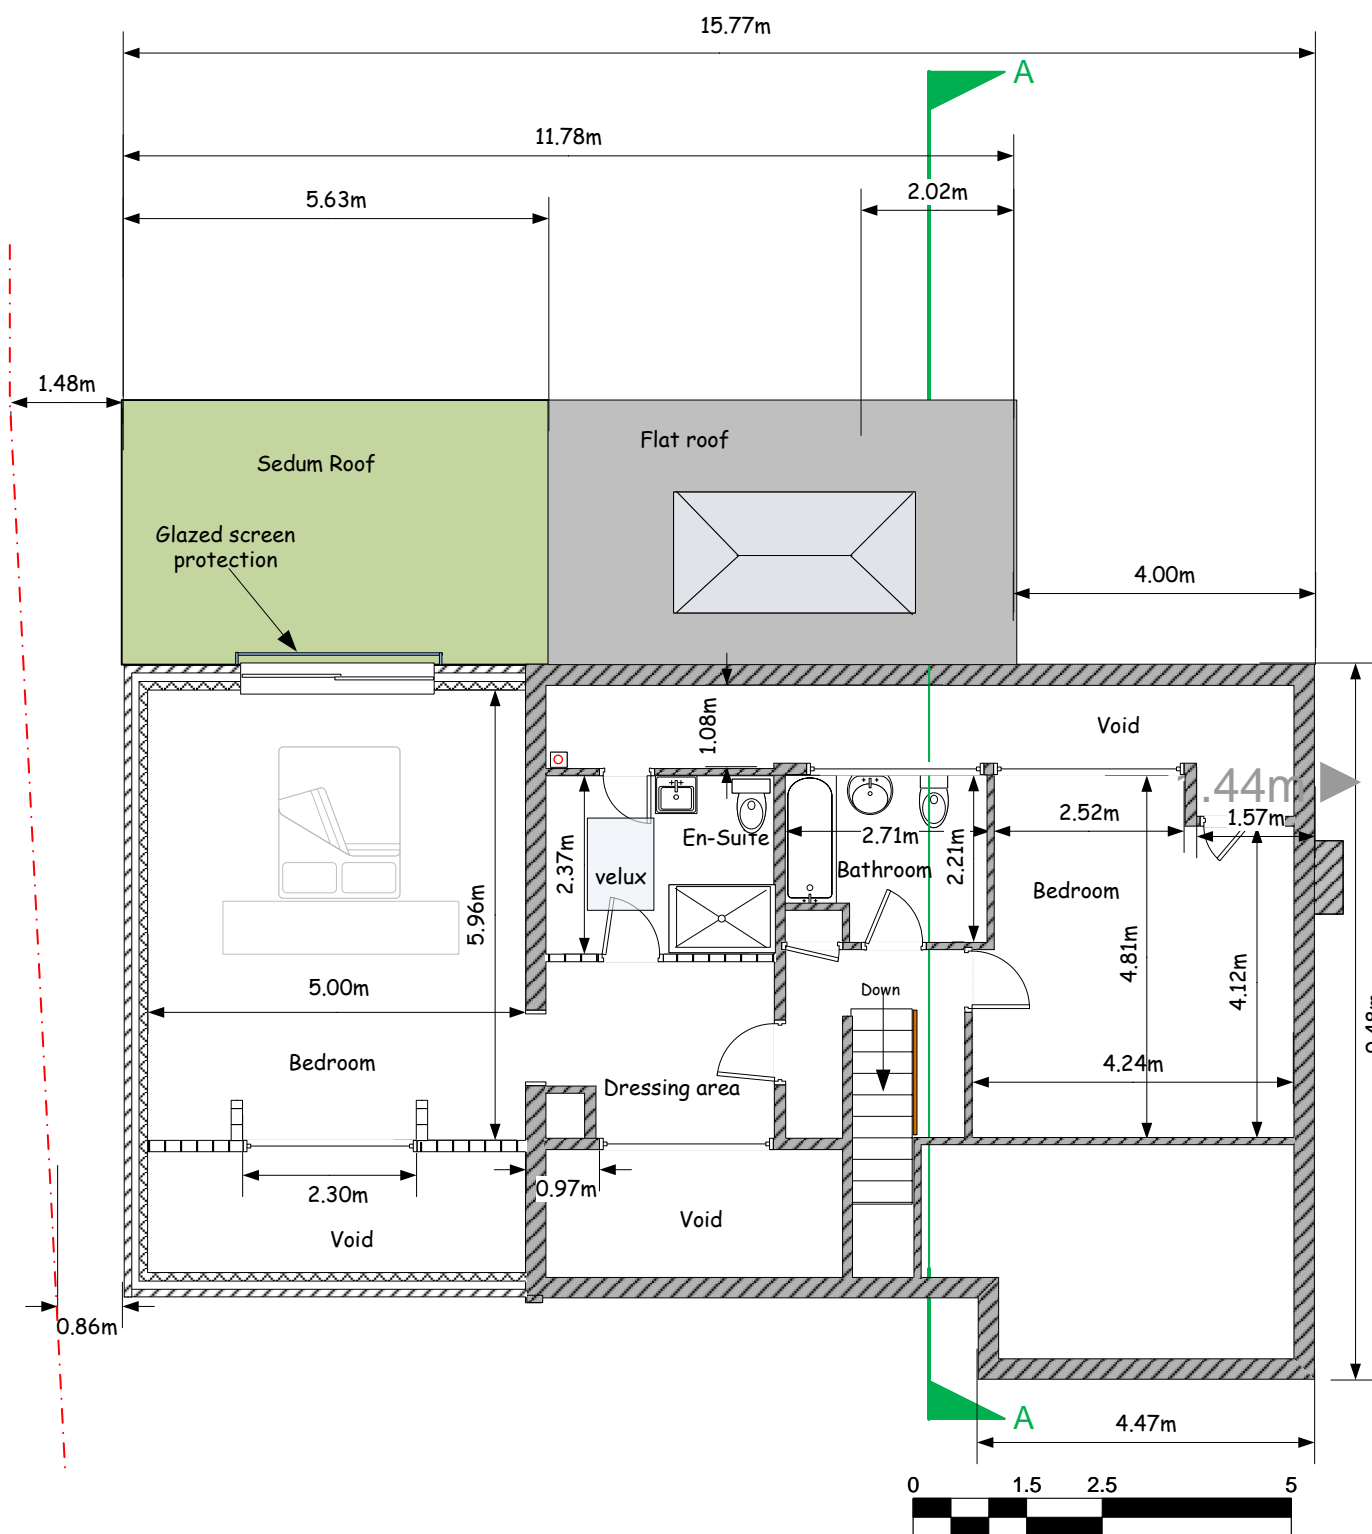 15.77m
A
11.78m
5.63m
2.02m
1.48m
Flat roof
Sedum Roof
Glazed screen
protection
4.00m
1.08m
Void
.44m
2.52m
1.57m
2.71m
En-Suite
2.37m
2.21m
Bathroom
velux
Bedroom
5.96m
4.81m
4.12m
5.00m
Down
Bedroom
Dressing area
4.24m
0.97m
2.30m
Void
Void
0.86m
A
4.47m
0 1.5 2.5 5